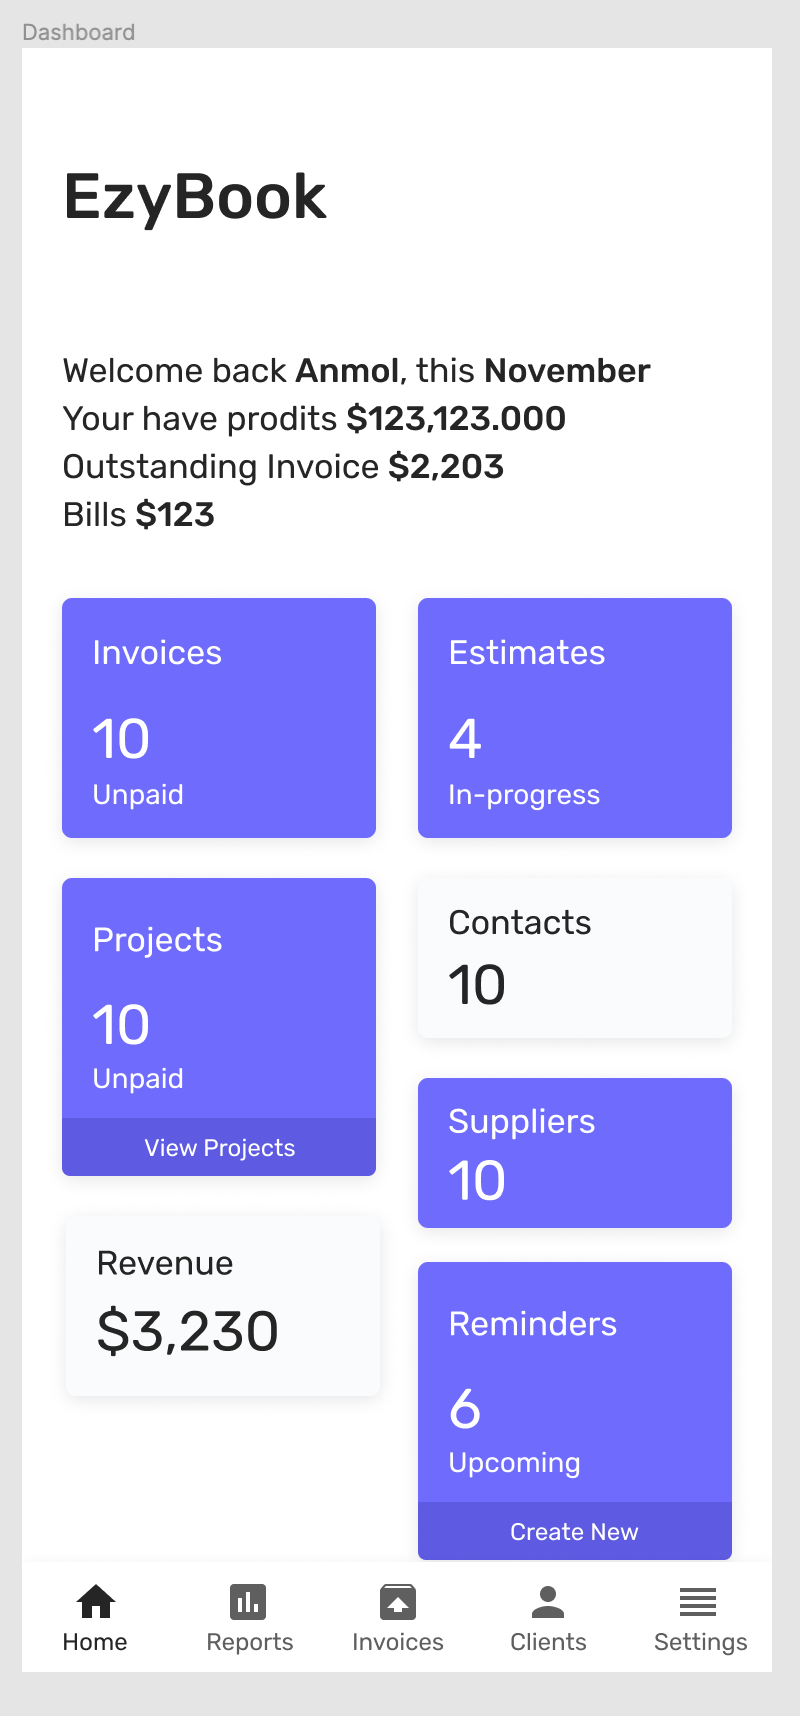 Dashboard
EzyBook
Welcome back Anmol, this November
Your have prodits $123,123.000
Outstanding Invoice $2,203
Bills $123
Invoices
10
Unpaid
Estimates
4
In-progress
Projects
10
Unpaid
View Projects
Contacts
10
Suppliers
10
Revenue
$3,230
Reminders
6
Upcoming
Create New
Home
Reports
Invoices
Clients
Settings